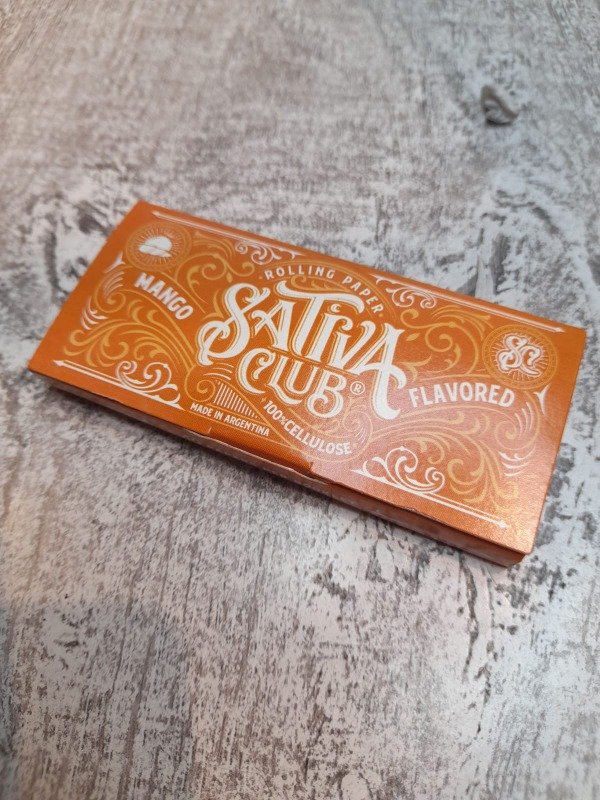 ROLLING PAPER
MANGO
SATIVA
CLUB®
FLAVORED
MADE IN ARGENTINA
100% CELLULOSE
SC